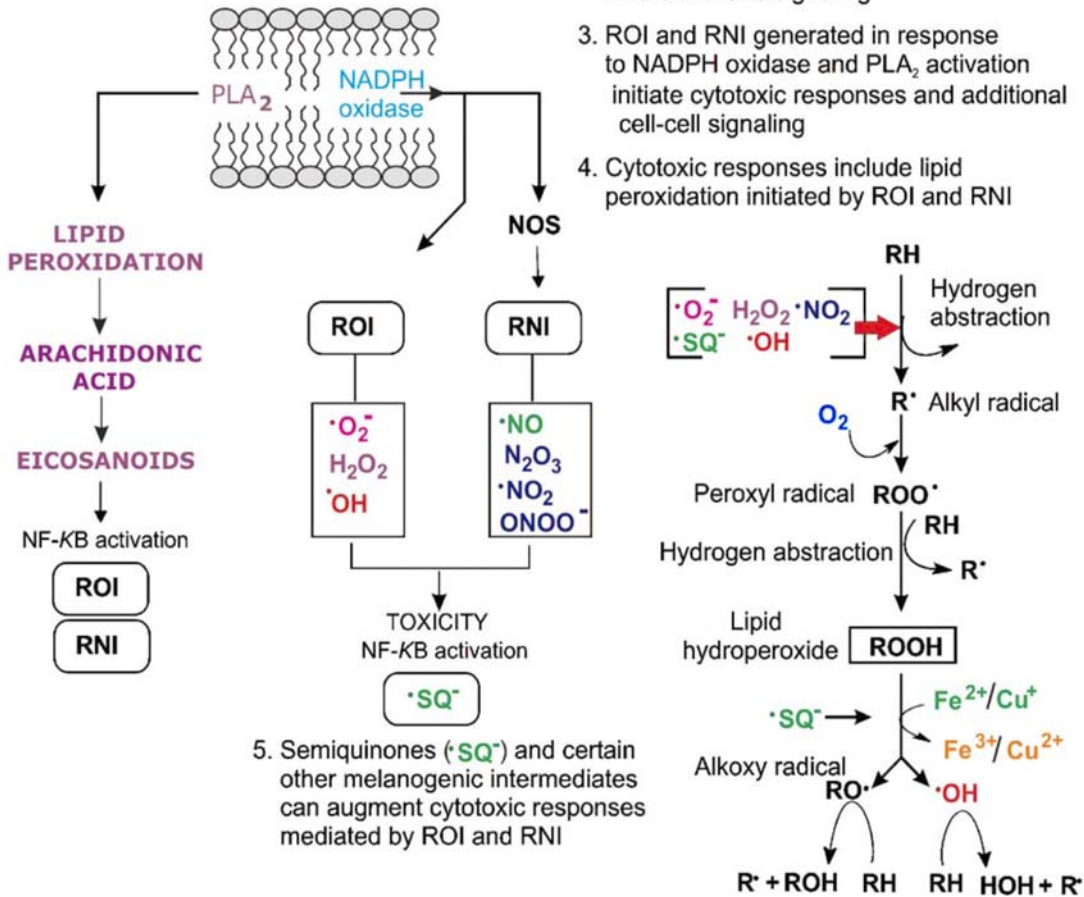 3. ROI and RNI generated in response
to NADPH oxidase and PLA₂ activation
initiate cytotoxic responses and additional
cell-cell signaling
4. Cytotoxic responses include lipid
peroxidation initiated by ROI and RNI
PLA₂
NADPH
oxidase
LIPID
PEROXIDATION
ARACHIDONIC
ACID
EICOSANOIDS
NF-KB activation
ROI
RNI
NOS
ROI
RNI
·O₂⁻
H₂O₂
·OH
·NO
N₂O₃
·NO₂
ONOO⁻
TOXICITY
NF-KB activation
·SQ⁻
5. Semiquinones (·SQ⁻) and certain
other melanogenic intermediates
can augment cytotoxic responses
mediated by ROI and RNI
RH
·O₂⁻ H₂O₂ ·NO₂
·SQ⁻ ·OH
Hydrogen
abstraction
R· Alkyl radical
O₂
Peroxyl radical ROO·
RH
Hydrogen abstraction
R·
Lipid
hydroperoxide ROOH
·SQ⁻
Fe²⁺/Cu⁺
Fe³⁺/Cu²⁺
Alkoxy radical
RO· ·OH
R· + ROH RH RH HOH + R·